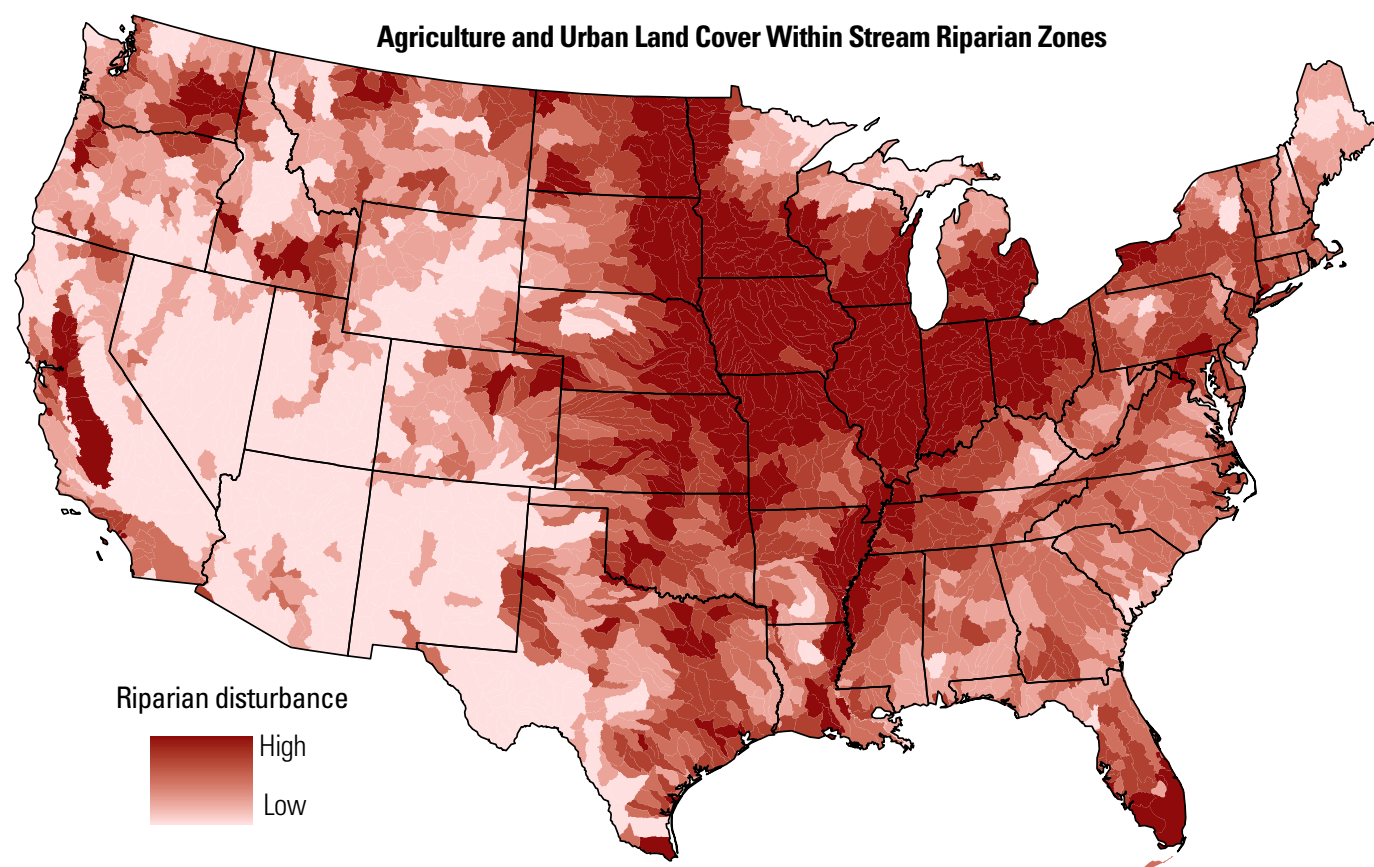 Agriculture and Urban Land Cover Within Stream Riparian Zones
Riparian disturbance
High
Low